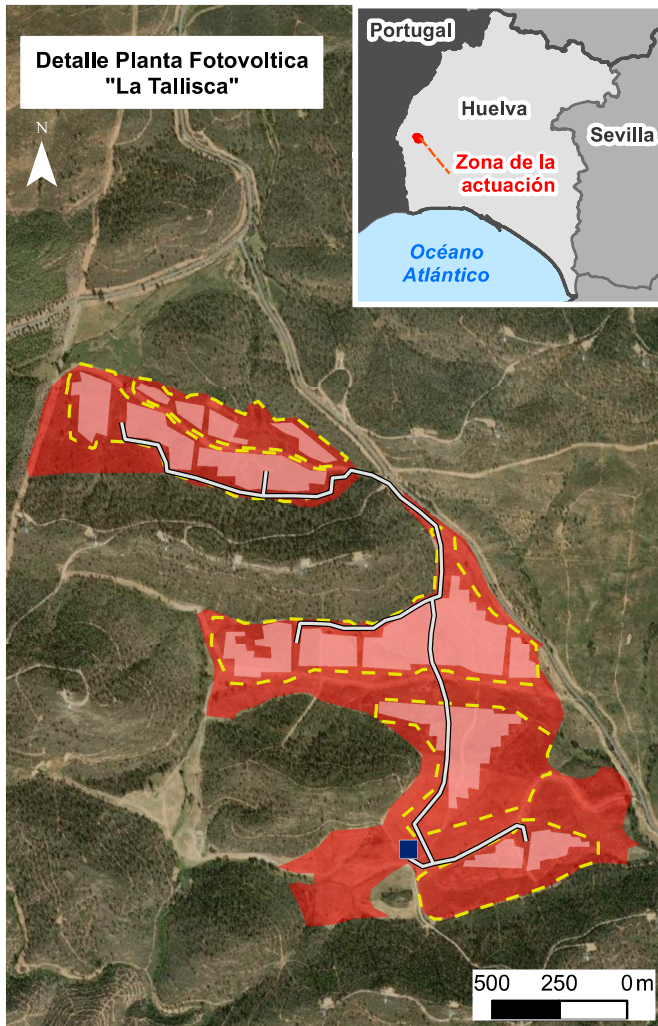 Detalle Planta Fotovoltica
"La Tallisca"
N
Portugal
Huelva
Sevilla
Zona de la
actuación
Océano
Atlántico
500 250 0 m